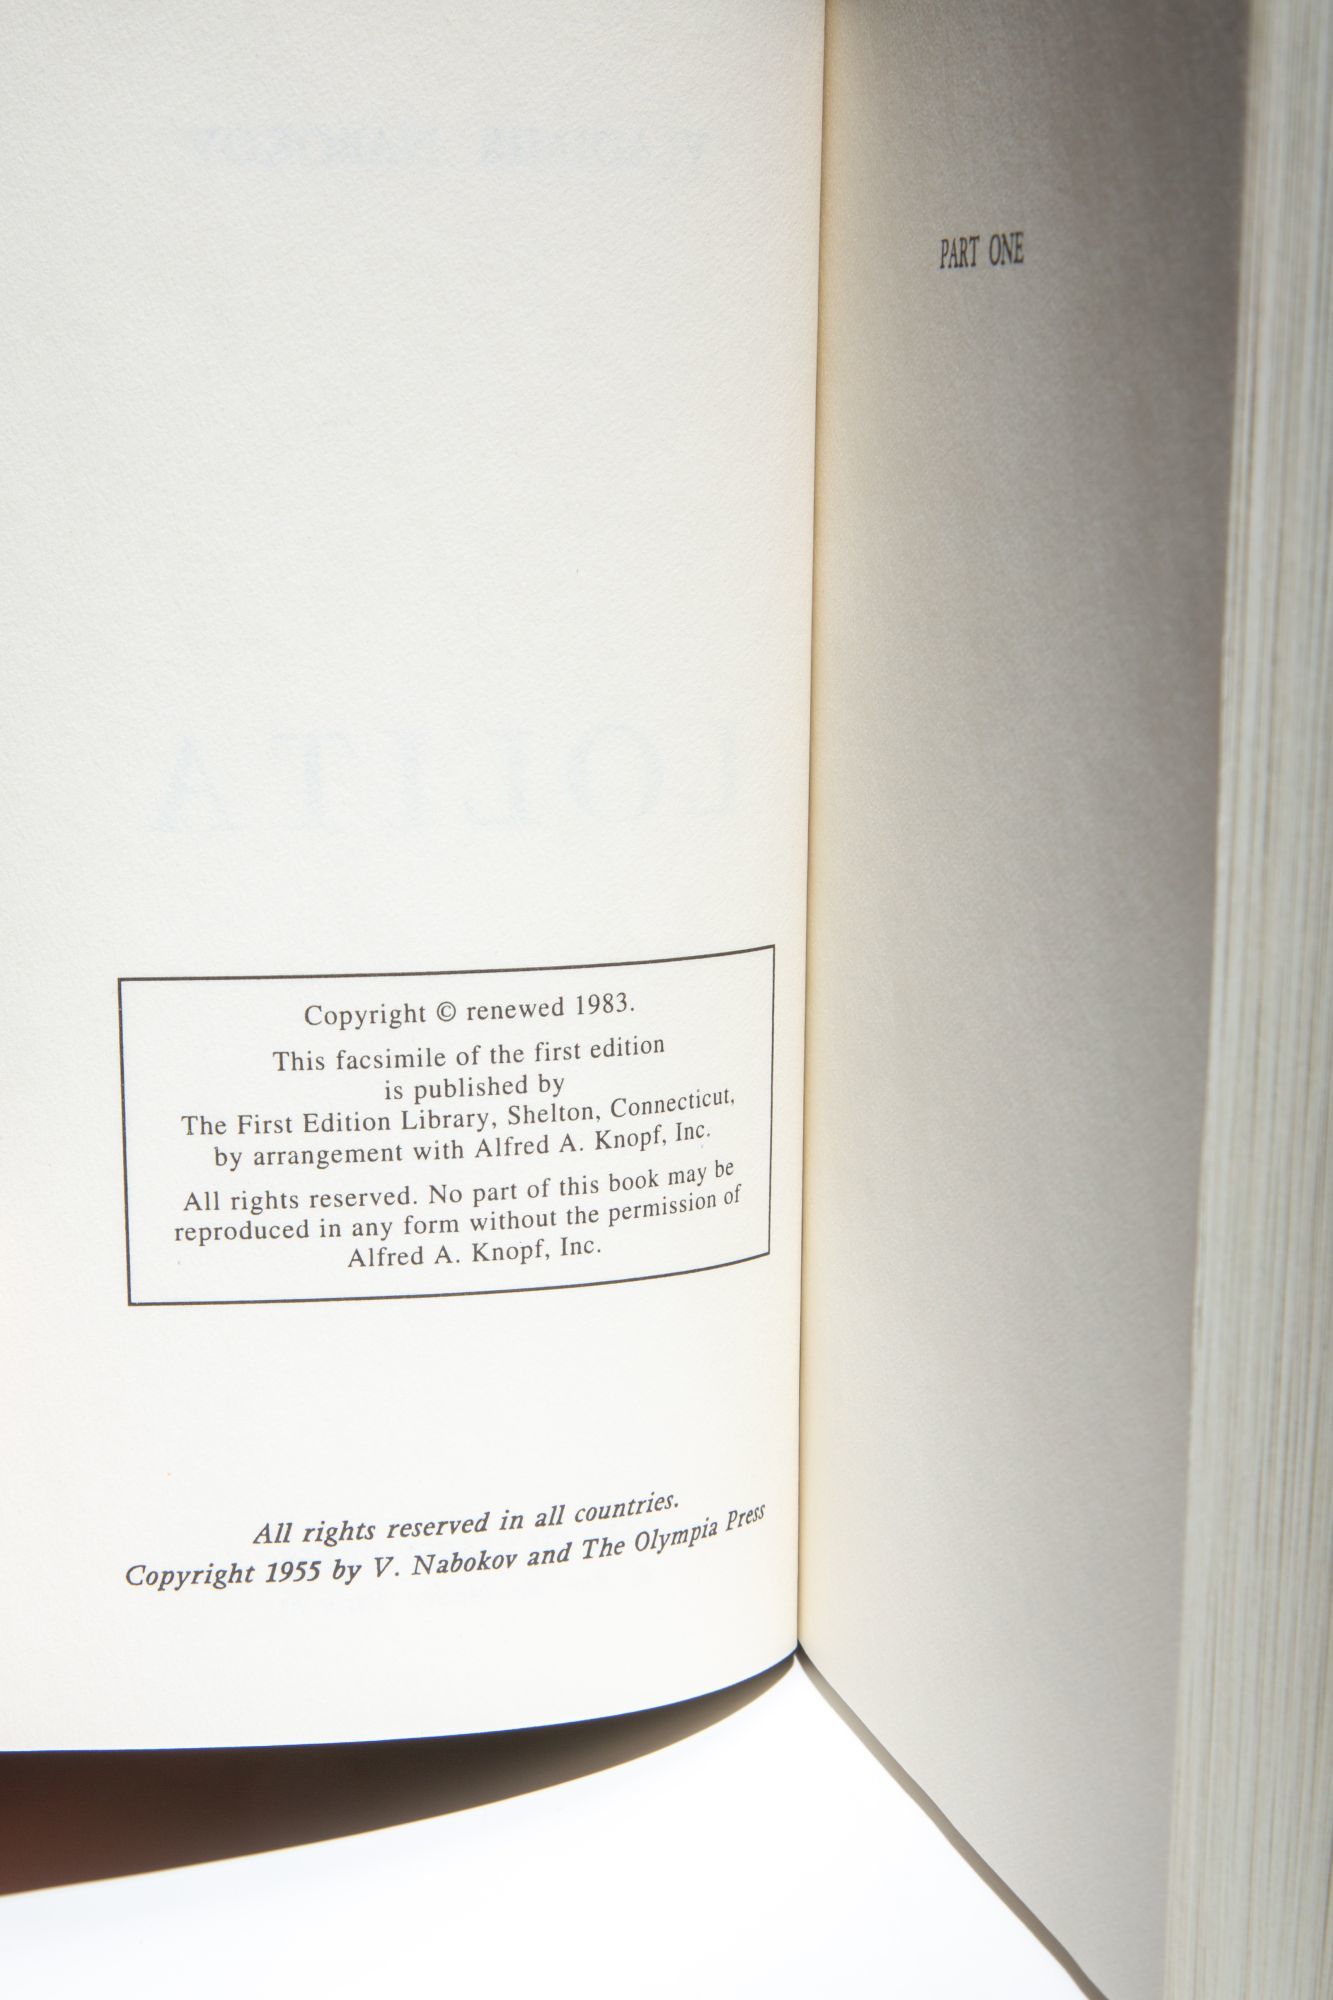 Copyright © renewed 1983.
This facsimile of the first edition
is published by
The First Edition Library, Shelton, Connecticut,
by arrangement with Alfred A. Knopf, Inc.
All rights reserved. No part of this book may be
reproduced in any form without the permission of
Alfred A. Knopf, Inc.
All rights reserved in all countries.
Copyright 1955 by V. Nabokov and The Olympia Press
PART ONE